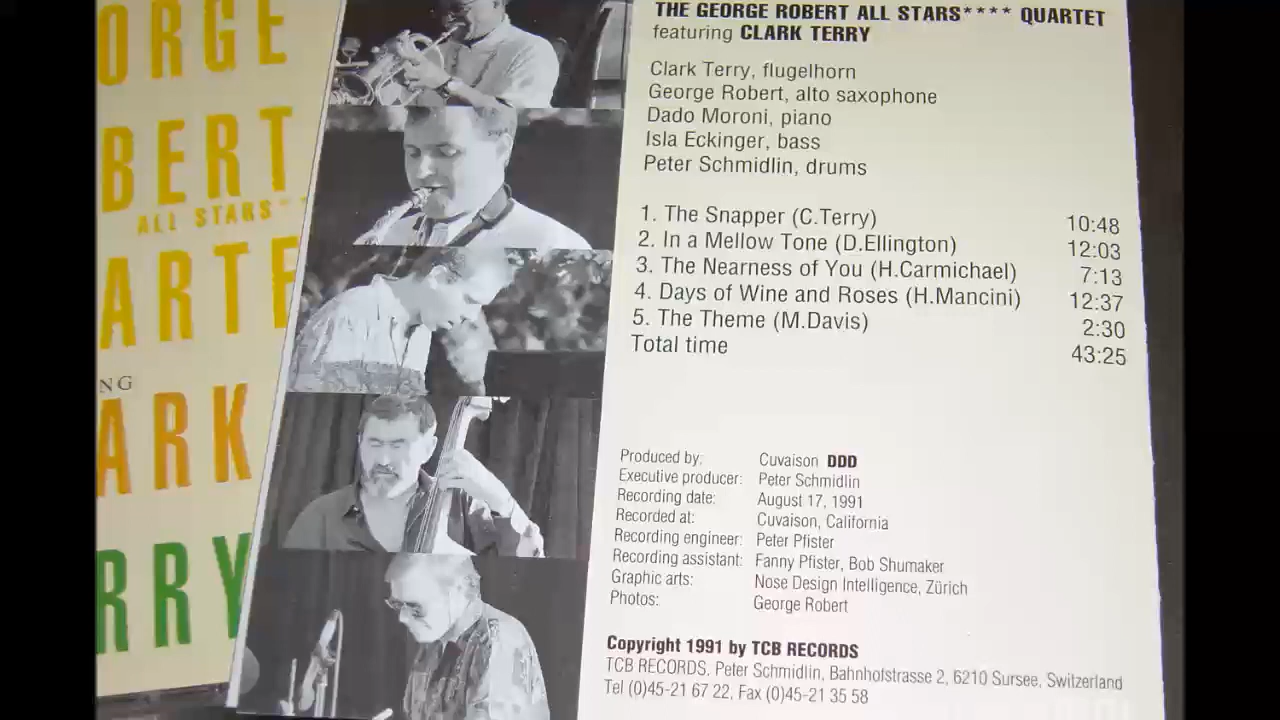 ORGE
BERT
ALL STARS**
ARTE
NG
ARK
RRY
THE GEORGE ROBERT ALL STARS**** QUARTET
featuring CLARK TERRY
Clark Terry, flugelhorn
George Robert, alto saxophone
Dado Moroni, piano
Isla Eckinger, bass
Peter Schmidlin, drums
1. The Snapper (C.Terry) 10:48
2. In a Mellow Tone (D.Ellington) 12:03
3. The Nearness of You (H.Carmichael) 7:13
4. Days of Wine and Roses (H.Mancini) 12:37
5. The Theme (M.Davis) 2:30
Total time 43:25
Produced by: Cuvaison DDD
Executive producer: Peter Schmidlin
Recording date: August 17, 1991
Recorded at: Cuvaison, California
Recording engineer: Peter Pfister
Recording assistant: Fanny Pfister, Bob Shumaker
Graphic arts: Nose Design Intelligence, Zürich
Photos: George Robert
Copyright 1991 by TCB RECORDS
TCB RECORDS, Peter Schmidlin, Bahnhofstrasse 2, 6210 Sursee, Switzerland
Tel (0)45-21 67 22, Fax (0)45-21 35 58